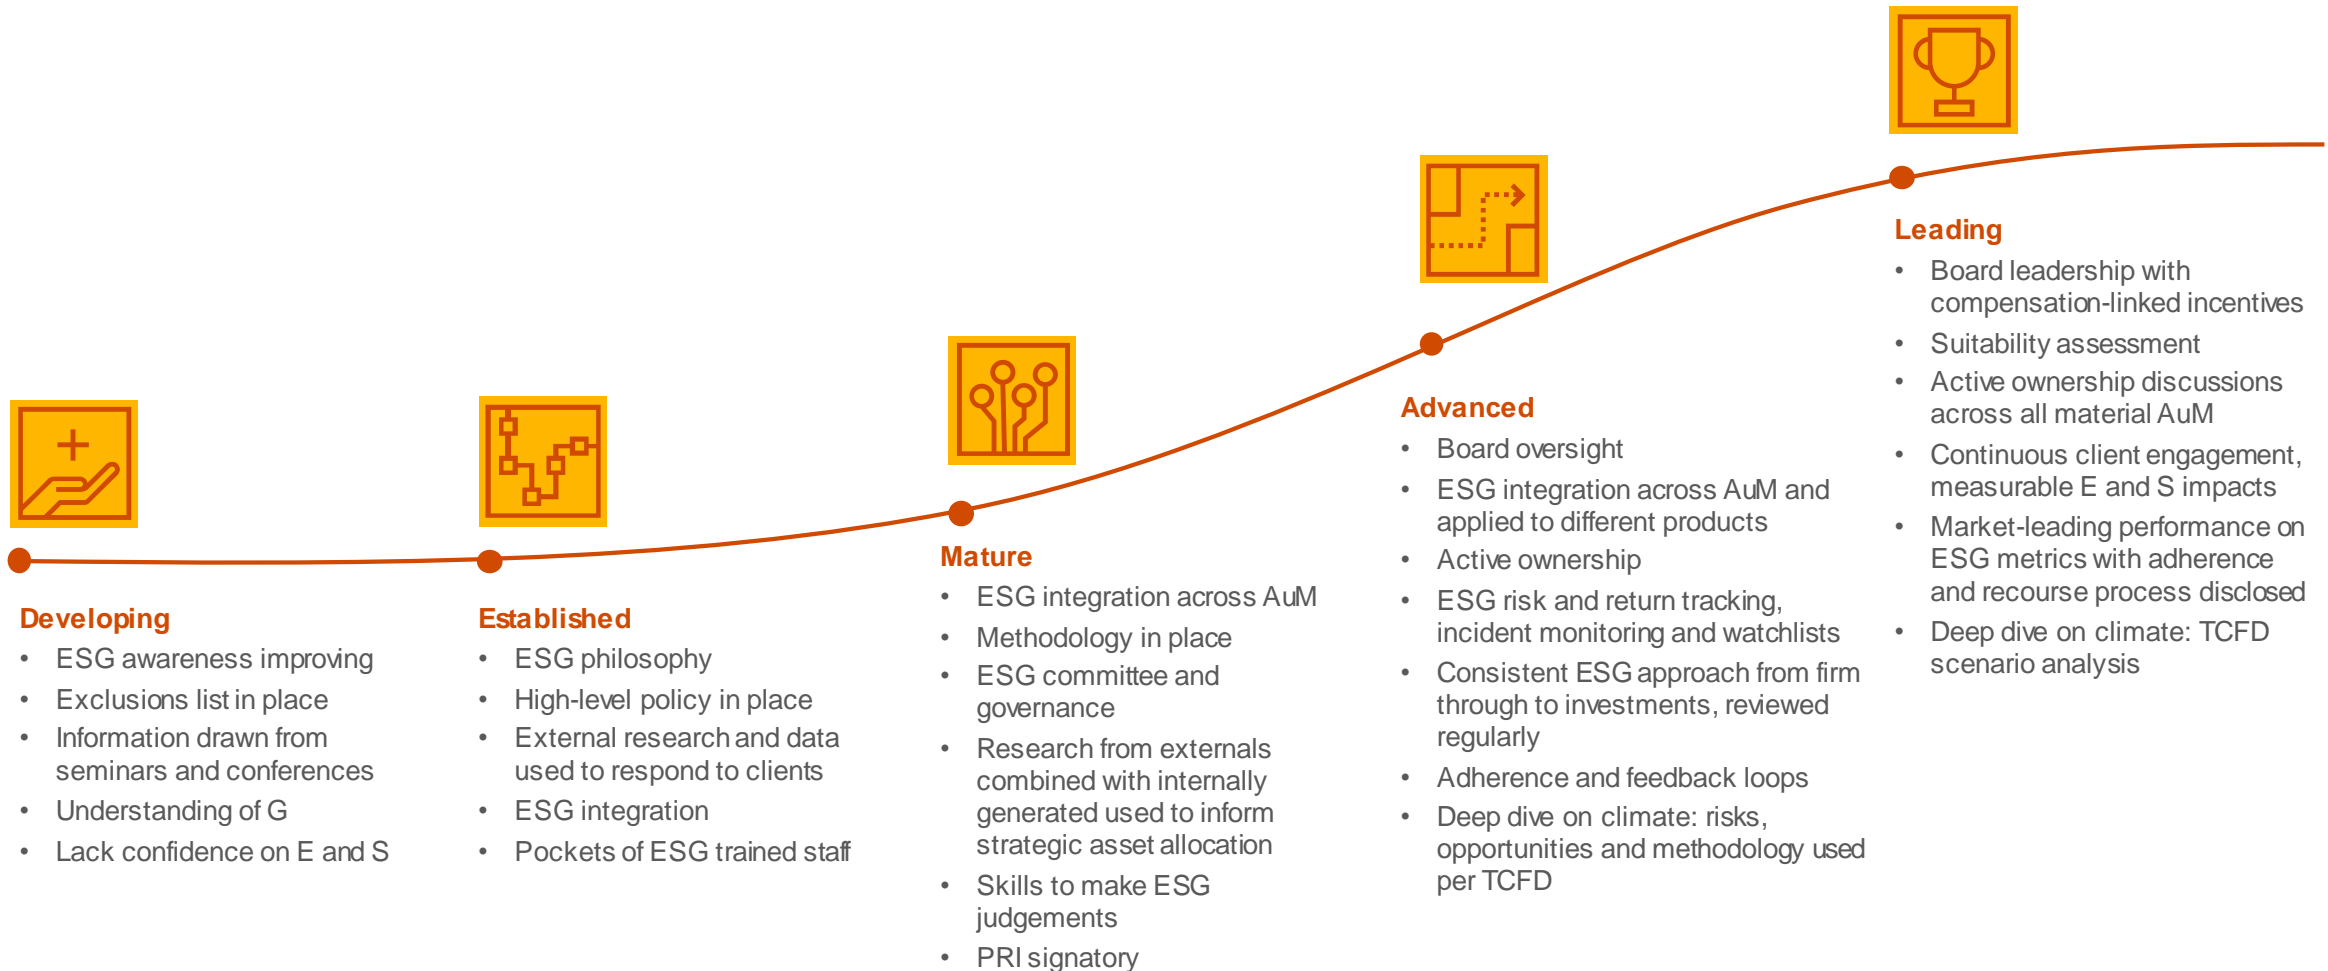 Developing
• ESG awareness improving
• Exclusions list in place
• Information drawn from
seminars and conferences
• Understanding of G
• Lack confidence on E and S
Established
• ESG philosophy
• High-level policy in place
• External research and data
used to respond to clients
• ESG integration
• Pockets of ESG trained staff
Mature
• ESG integration across AuM
• Methodology in place
• ESG committee and
governance
• Research from externals
combined with internally
generated used to inform
strategic asset allocation
• Skills to make ESG
judgements
• PRI signatory
Advanced
• Board oversight
• ESG integration across AuM and
applied to different products
• Active ownership
• ESG risk and return tracking,
incident monitoring and watchlists
• Consistent ESG approach from firm
through to investments, reviewed
regularly
• Adherence and feedback loops
• Deep dive on climate: risks,
opportunities and methodology used
per TCFD
Leading
• Board leadership with
compensation-linked incentives
• Suitability assessment
• Active ownership discussions
across all material AuM
• Continuous client engagement,
measurable E and S impacts
• Market-leading performance on
ESG metrics with adherence
and recourse process disclosed
• Deep dive on climate: TCFD
scenario analysis